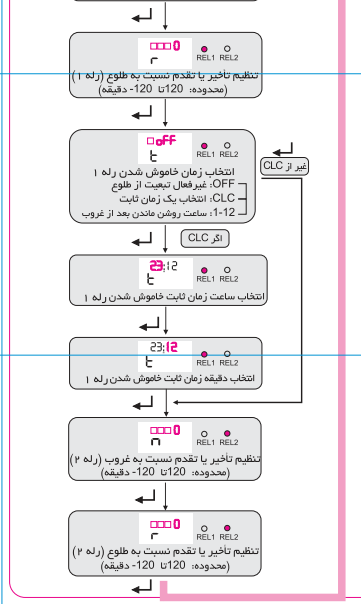 0
REL1 REL2
تنظیم تأخیر یا تقدم نسبت به طلوع (رله ۱)
(محدوده: 120تا 120- دقیقه)
oFF
t
REL1 REL2
انتخاب زمان خاموش شدن رله ۱
OFF: غیرفعال تبعیت از طلوع
CLC: انتخاب یک زمان ثابت
1-12: ساعت روشن ماندن بعد از غروب
غیر از CLC
اگر CLC
23:12
t
REL1 REL2
انتخاب ساعت زمان ثابت خاموش شدن رله ۱
23:12
t
REL1 REL2
انتخاب دقیقه زمان ثابت خاموش شدن رله ۱
0
n
REL1 REL2
تنظیم تأخیر یا تقدم نسبت به غروب (رله ۲)
(محدوده: 120تا 120- دقیقه)
0
r
REL1 REL2
تنظیم تأخیر یا تقدم نسبت به طلوع (رله ۲)
(محدوده: 120تا 120- دقیقه)